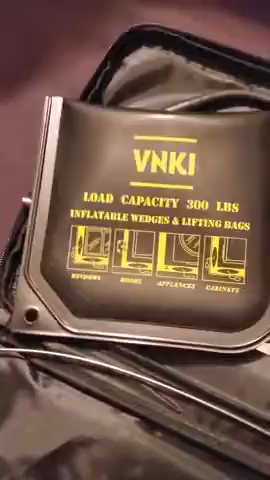 VNKI
LOAD CAPACITY 300 LBS
INFLATABLE WEDGES & LIFTING BAGS
WINDOWS DOORS APPLIANCES CABINETS